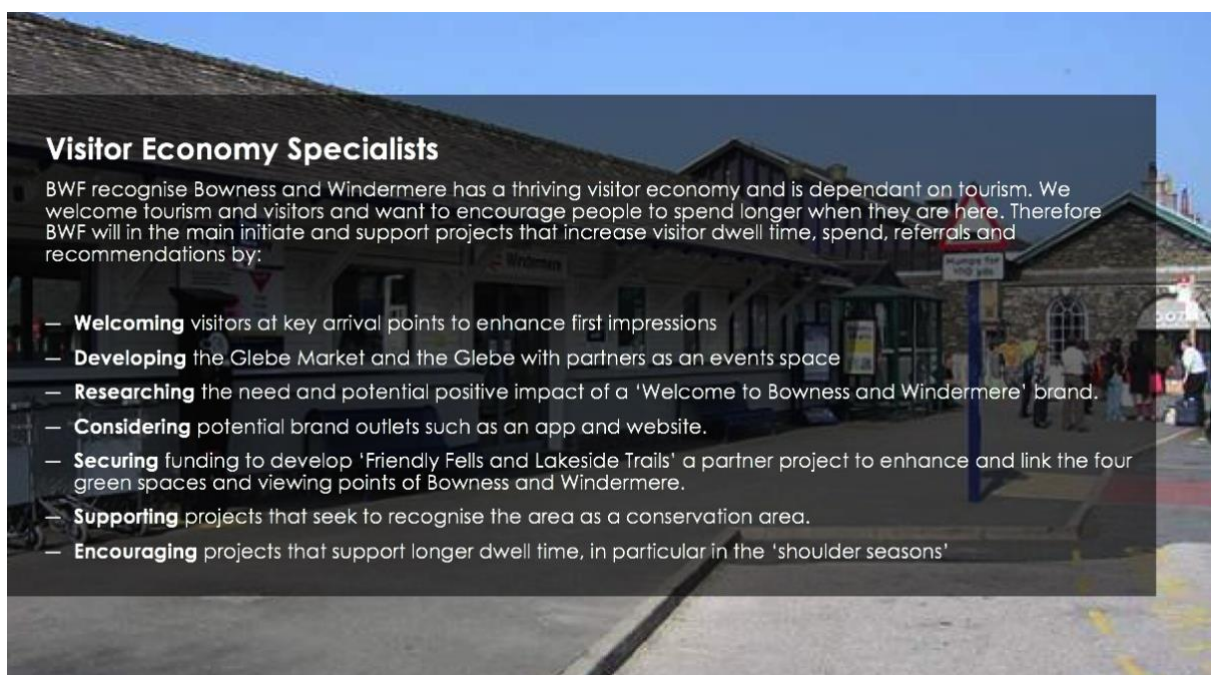 Visitor Economy Specialists
BWF recognise Bowness and Windermere has a thriving visitor economy and is dependant on tourism. We
welcome tourism and visitors and want to encourage people to spend longer when they are here. Therefore
BWF will in the main initiate and support projects that increase visitor dwell time, spend, referrals and
recommendations by:
— Welcoming visitors at key arrival points to enhance first impressions
— Developing the Glebe Market and the Glebe with partners as an events space
— Researching the need and potential positive impact of a ‘Welcome to Bowness and Windermere’ brand.
— Considering potential brand outlets such as an app and website.
— Securing funding to develop ‘Friendly Fells and Lakeside Trails’ a partner project to enhance and link the four
green spaces and viewing points of Bowness and Windermere.
— Supporting projects that seek to recognise the area as a conservation area.
— Encouraging projects that support longer dwell time, in particular in the ‘shoulder seasons’
Windermere
Humps for